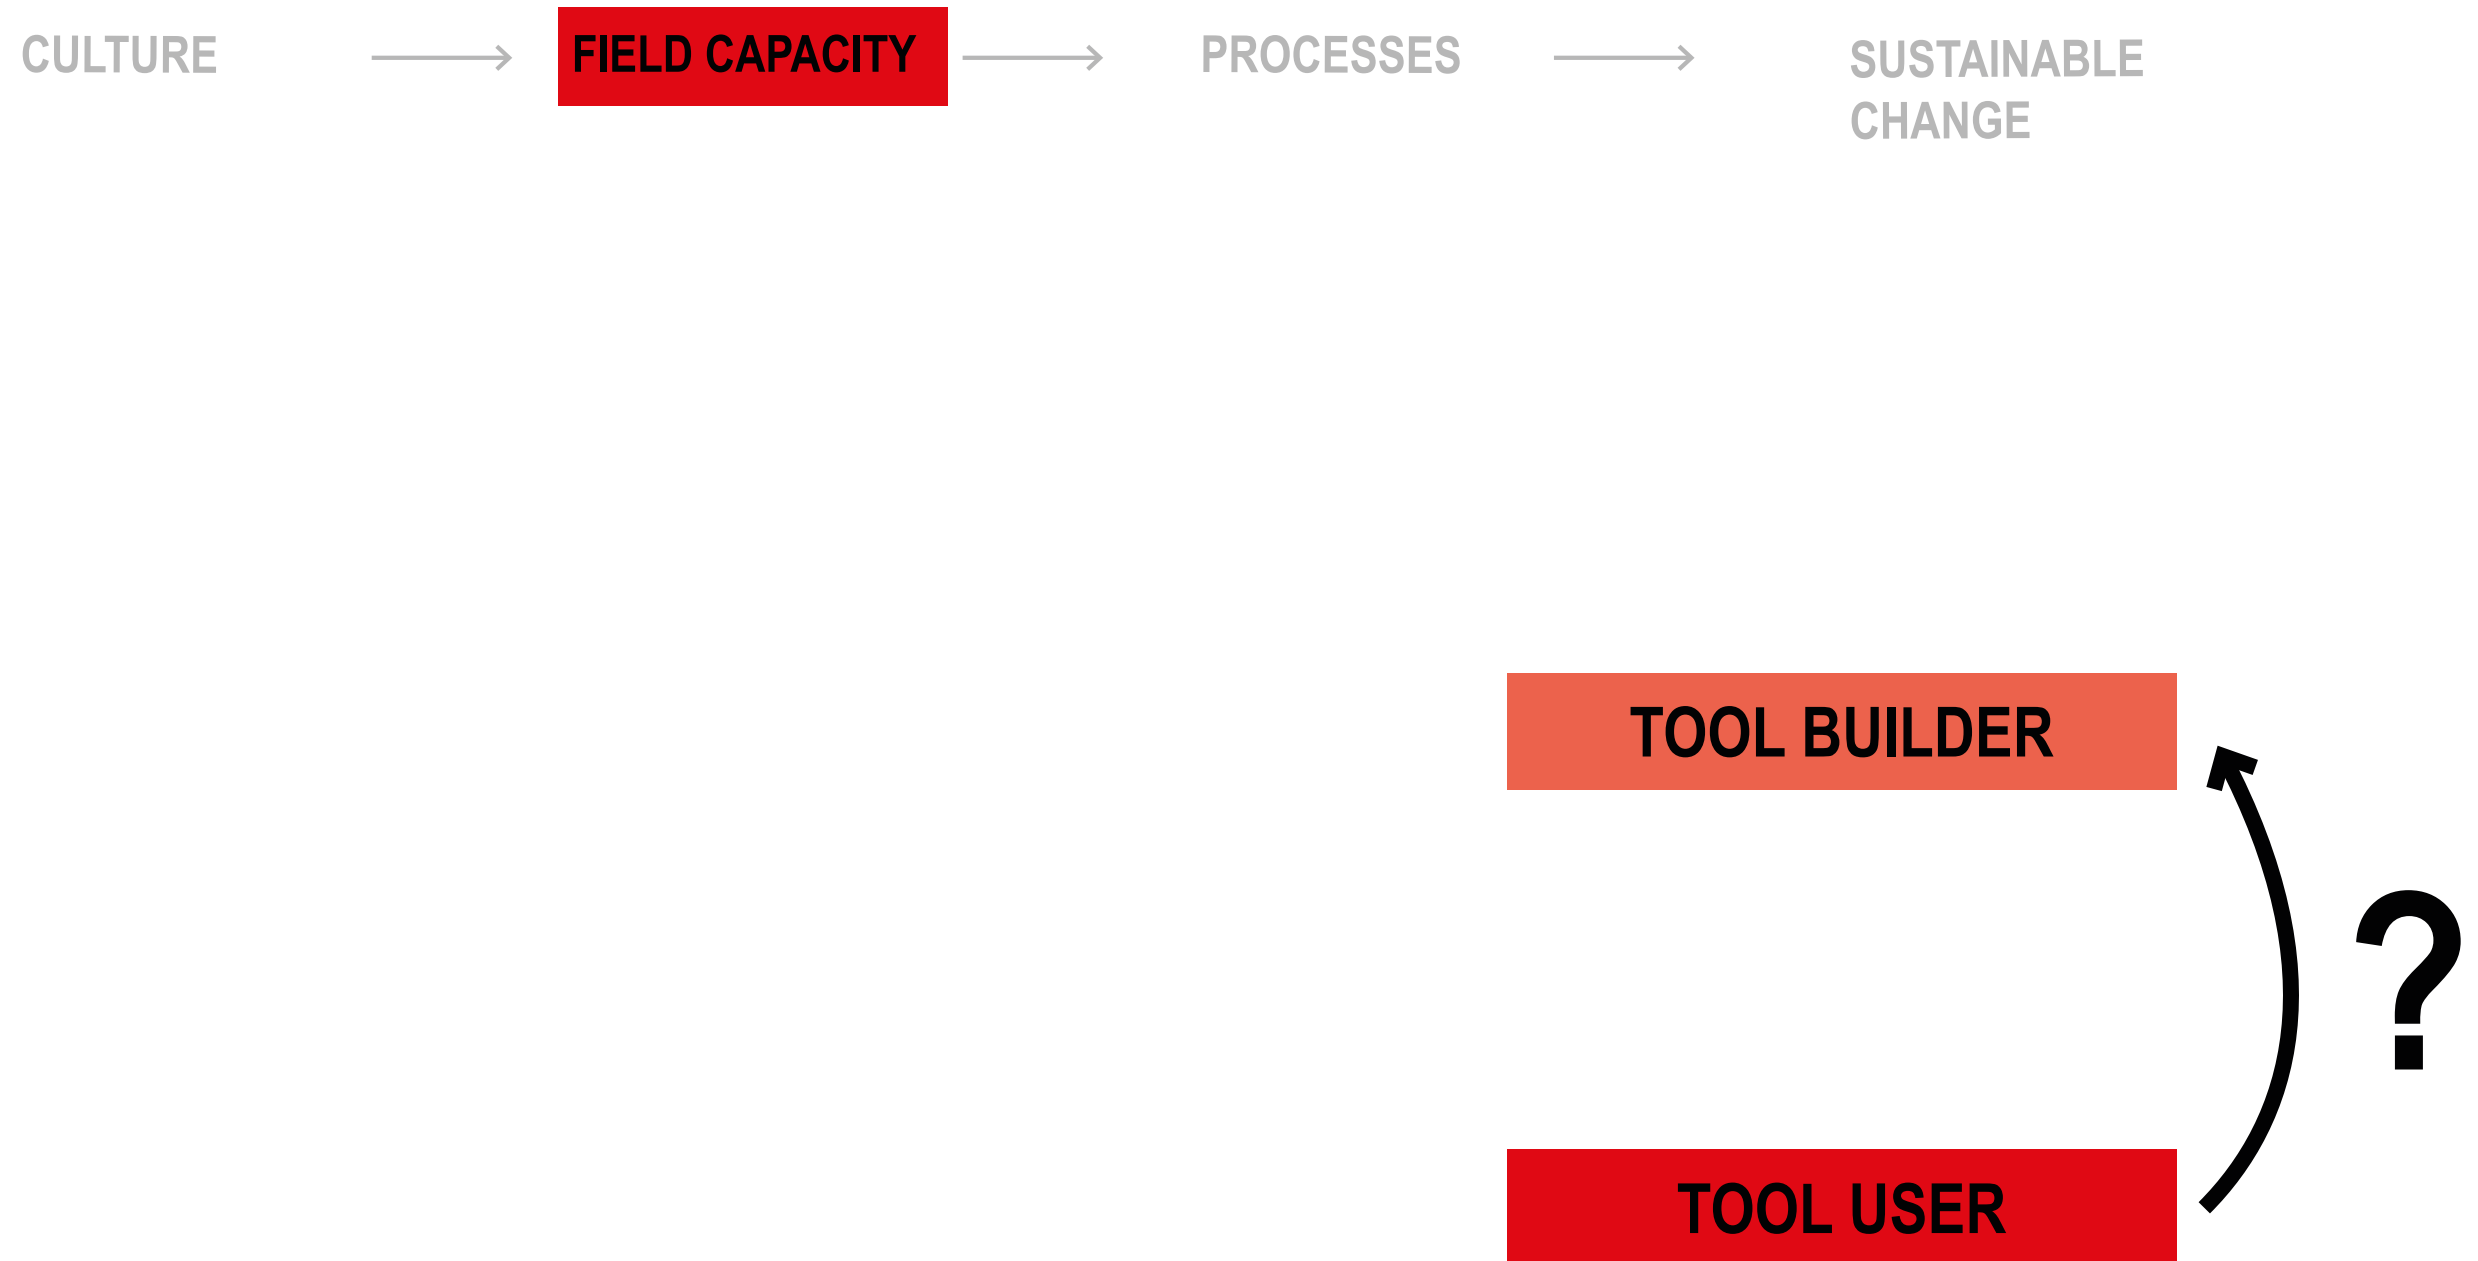 CULTURE
FIELD CAPACITY
PROCESSES
SUSTAINABLE
CHANGE
TOOL BUILDER
?
TOOL USER